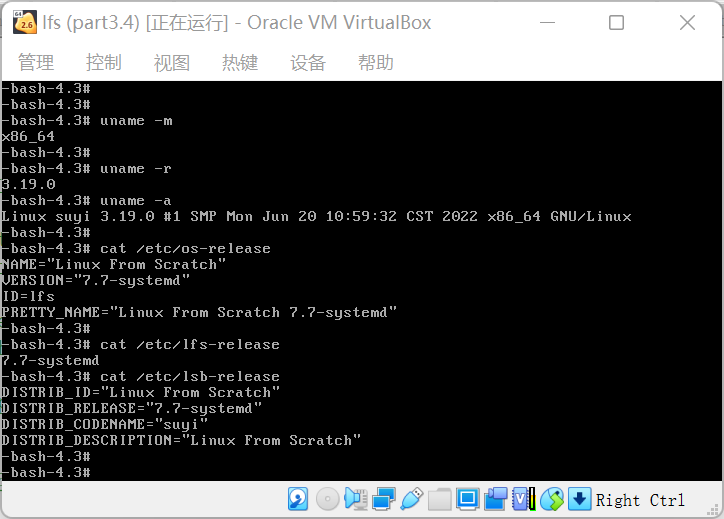 64
2.6
lfs (part3.4) [正在运行] - Oracle VM VirtualBox
管理 控制 视图 热键 设备 帮助
-bash-4.3#
-bash-4.3#
-bash-4.3# uname -m
x86_64
-bash-4.3#
-bash-4.3# uname -r
3.19.0
-bash-4.3# uname -a
Linux suyi 3.19.0 #1 SMP Mon Jun 20 10:59:32 CST 2022 x86_64 GNU/Linux
-bash-4.3#
-bash-4.3# cat /etc/os-release
NAME="Linux From Scratch"
VERSION="7.7-systemd"
ID=lfs
PRETTY_NAME="Linux From Scratch 7.7-systemd"
-bash-4.3#
-bash-4.3# cat /etc/lfs-release
7.7-systemd
-bash-4.3# cat /etc/lsb-release
DISTRIB_ID="Linux From Scratch"
DISTRIB_RELEASE="7.7-systemd"
DISTRIB_CODENAME="suyi"
DISTRIB_DESCRIPTION="Linux From Scratch"
-bash-4.3#
-bash-4.3#
Right Ctrl